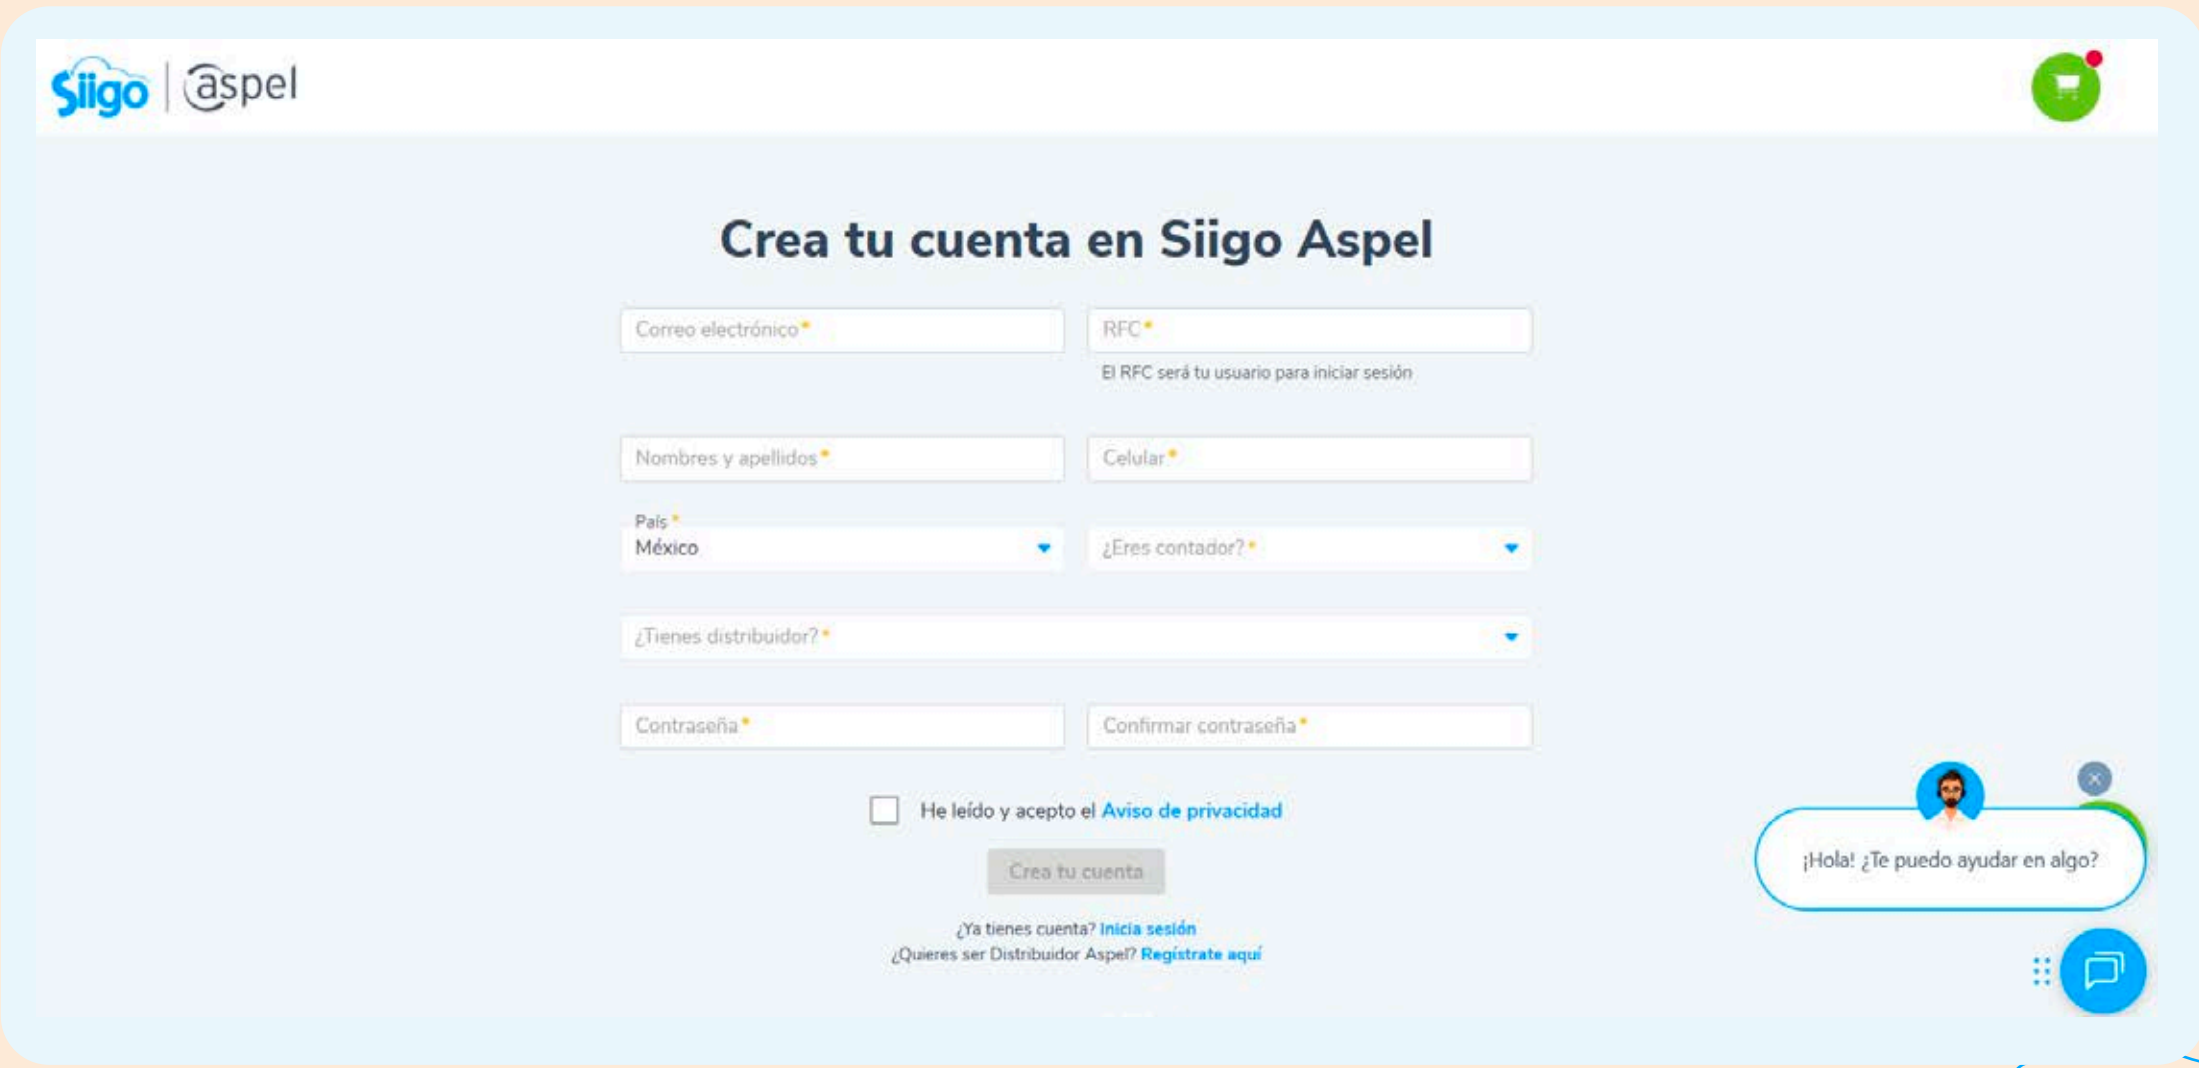 Siigo | aspel
Crea tu cuenta en Siigo Aspel
Correo electrónico* RFC*
El RFC será tu usuario para iniciar sesión
Nombres y apellidos* Celular*
País*
México ¿Eres contador?*
¿Tienes distribuidor?*
Contraseña* Confirmar contraseña*
He leído y acepto el Aviso de privacidad
Crea tu cuenta
¿Ya tienes cuenta? Inicia sesión
¿Quieres ser Distribuidor Aspel? Regístrate aquí
¡Hola! ¿Te puedo ayudar en algo?